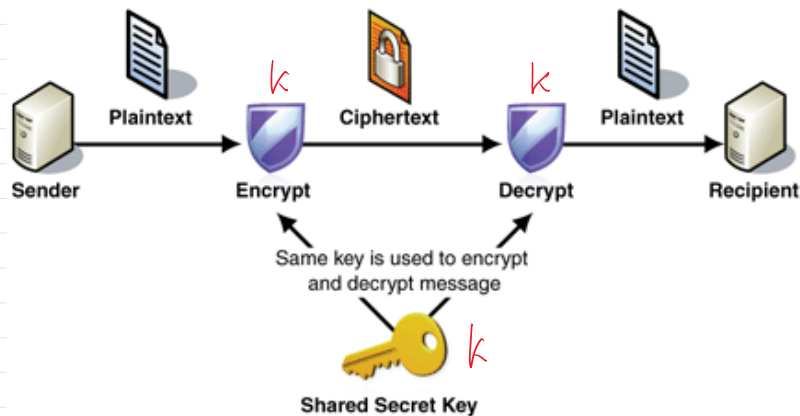 k
k
Plaintext
Ciphertext
Plaintext
Sender
Encrypt
Decrypt
Recipient
Same key is used to encrypt
and decrypt message
k
Shared Secret Key